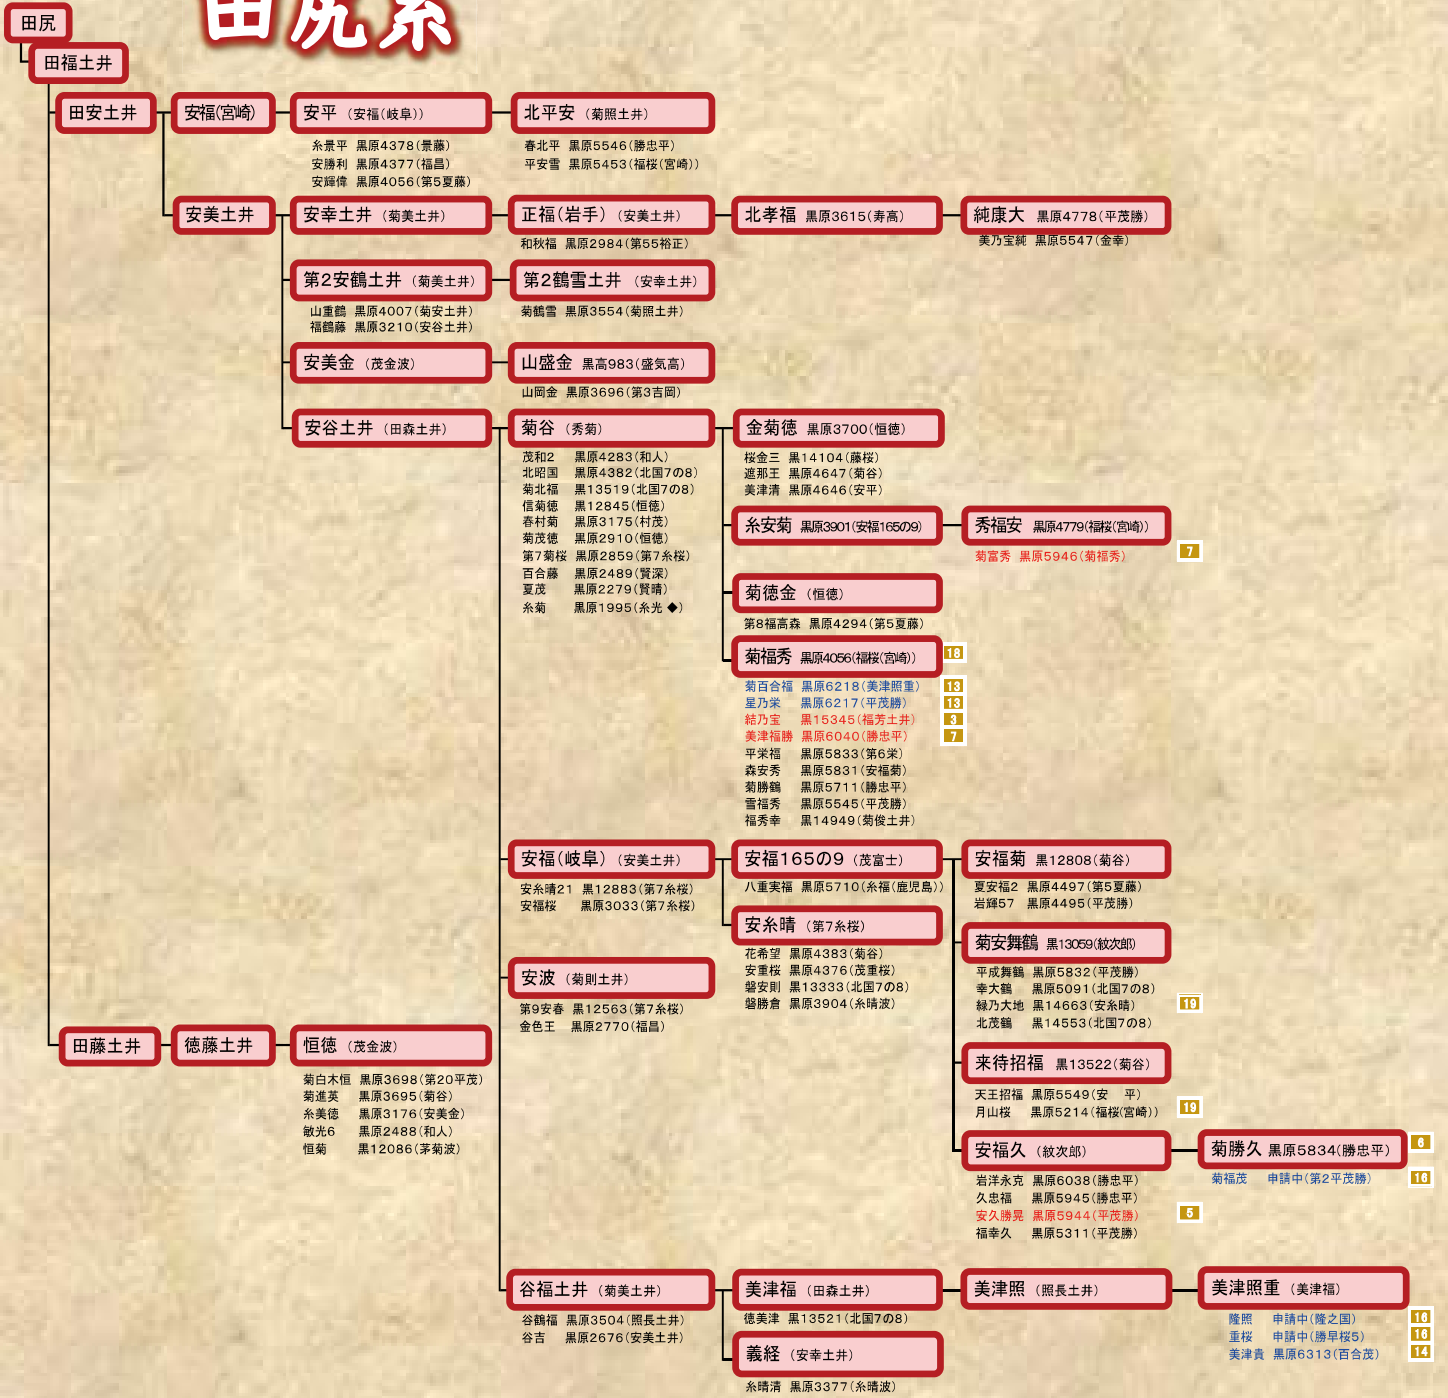 田尻系
田尻
田福土井
田安土井
安福(宮崎)
安平 (安福(岐阜))
北平安 (菊照土井)
糸景平 黒原4378(景藤)
安勝利 黒原4377(福昌)
安輝偉 黒原4056(第5夏藤)
春北平 黒原5546(勝忠平)
平安雪 黒原5453(福桜(宮崎))
安美土井
安幸土井 (菊美土井)
正福(岩手) (安美土井)
北孝福 黒原3615(寿高)
純康大 黒原4778(平茂勝)
和秋福 黒原2984(第55裕正)
美乃宝純 黒原5547(金幸)
第2安鶴土井 (菊美土井)
第2鶴雪土井 (安幸土井)
山重鶴 黒原4007(菊安土井)
福鶴藤 黒原3210(安谷土井)
菊鶴雪 黒原3554(菊照土井)
安美金 (茂金波)
山盛金 黒高983(盛気高)
山岡金 黒原3696(第3吉岡)
安谷土井 (田森土井)
菊谷 (秀菊)
茂和2 黒原4283(和人)
北昭国 黒原4382(北国7の8)
菊北福 黒13519(北国7の8)
信菊徳 黒12845(恒徳)
春村菊 黒原3175(村茂)
菊茂徳 黒原2910(恒徳)
第7菊桜 黒原2859(第7糸桜)
百合藤 黒原2489(賢深)
夏茂 黒原2279(賢晴)
糸菊 黒原1995(糸光 ◆)
金菊徳 黒原3700(恒徳)
桜金三 黒14104(藤桜)
遮那王 黒原4647(菊谷)
美津清 黒原4646(安平)
糸安菊 黒原3901(安福165の9)
秀福安 黒原4779(福桜(宮崎))
菊富秀 黒原5946(菊福秀) 7
菊徳金 (恒徳)
第8福高森 黒原4294(第5夏藤)
菊福秀 黒原4056(福桜(宮崎)) 18
菊百合福 黒原6218(美津照重) 13
星乃栄 黒原6217(平茂勝) 13
結乃宝 黒15345(福芳土井) 3
美津福勝 黒原6040(勝忠平) 7
平栄福 黒原5833(第6栄)
森安秀 黒原5831(安福菊)
菊勝鶴 黒原5711(勝忠平)
雪福秀 黒原5545(平茂勝)
福秀幸 黒14949(菊俊土井)
安福(岐阜) (安美土井)
安糸晴21 黒12883(第7糸桜)
安福桜 黒原3033(第7糸桜)
安福165の9 (茂富士)
八重実福 黒原5710(糸福(鹿児島))
安糸晴 (第7糸桜)
花希望 黒原4383(菊谷)
安重桜 黒原4376(茂重桜)
磐安則 黒13333(北国7の8)
磐勝倉 黒原3904(糸晴波)
安福菊 黒12808(菊谷)
夏安福2 黒原4497(第5夏藤)
岩輝57 黒原4495(平茂勝)
菊安舞鶴 黒13059(紋次郎)
平成舞鶴 黒原5832(平茂勝)
幸大鶴 黒原5091(北国7の8)
緑乃大地 黒14663(安糸晴) 19
北茂鶴 黒14553(北国7の8)
来待招福 黒13522(菊谷)
天王招福 黒原5549(安 平)
月山桜 黒原5214(福桜(宮崎)) 19
安福久 (紋次郎)
岩洋永克 黒原6038(勝忠平)
久忠福 黒原5945(勝忠平)
安久勝晃 黒原5944(平茂勝) 5
福幸久 黒原5311(平茂勝)
菊勝久 黒原5834(勝忠平) 6
菊福茂 申請中(第2平茂勝) 16
安波 (菊則土井)
第9安春 黒12563(第7糸桜)
金色王 黒原2770(福昌)
田藤土井
徳藤土井
恒徳 (茂金波)
菊白木恒 黒原3698(第20平茂)
菊進英 黒原3695(菊谷)
糸美徳 黒原3176(安美金)
敏光6 黒原2488(和人)
恒菊 黒12086(茅菊波)
谷福土井 (菊美土井)
谷鶴福 黒原3504(照長土井)
谷吉 黒原2676(安美土井)
美津福 (田森土井)
徳美津 黒13521(北国7の8)
義経 (安幸土井)
糸晴清 黒原3377(糸晴波)
美津照 (照長土井)
美津照重 (美津福)
隆照 申請中(隆之国) 16
重桜 申請中(勝早桜5) 16
美津貴 黒原6313(百合茂) 14